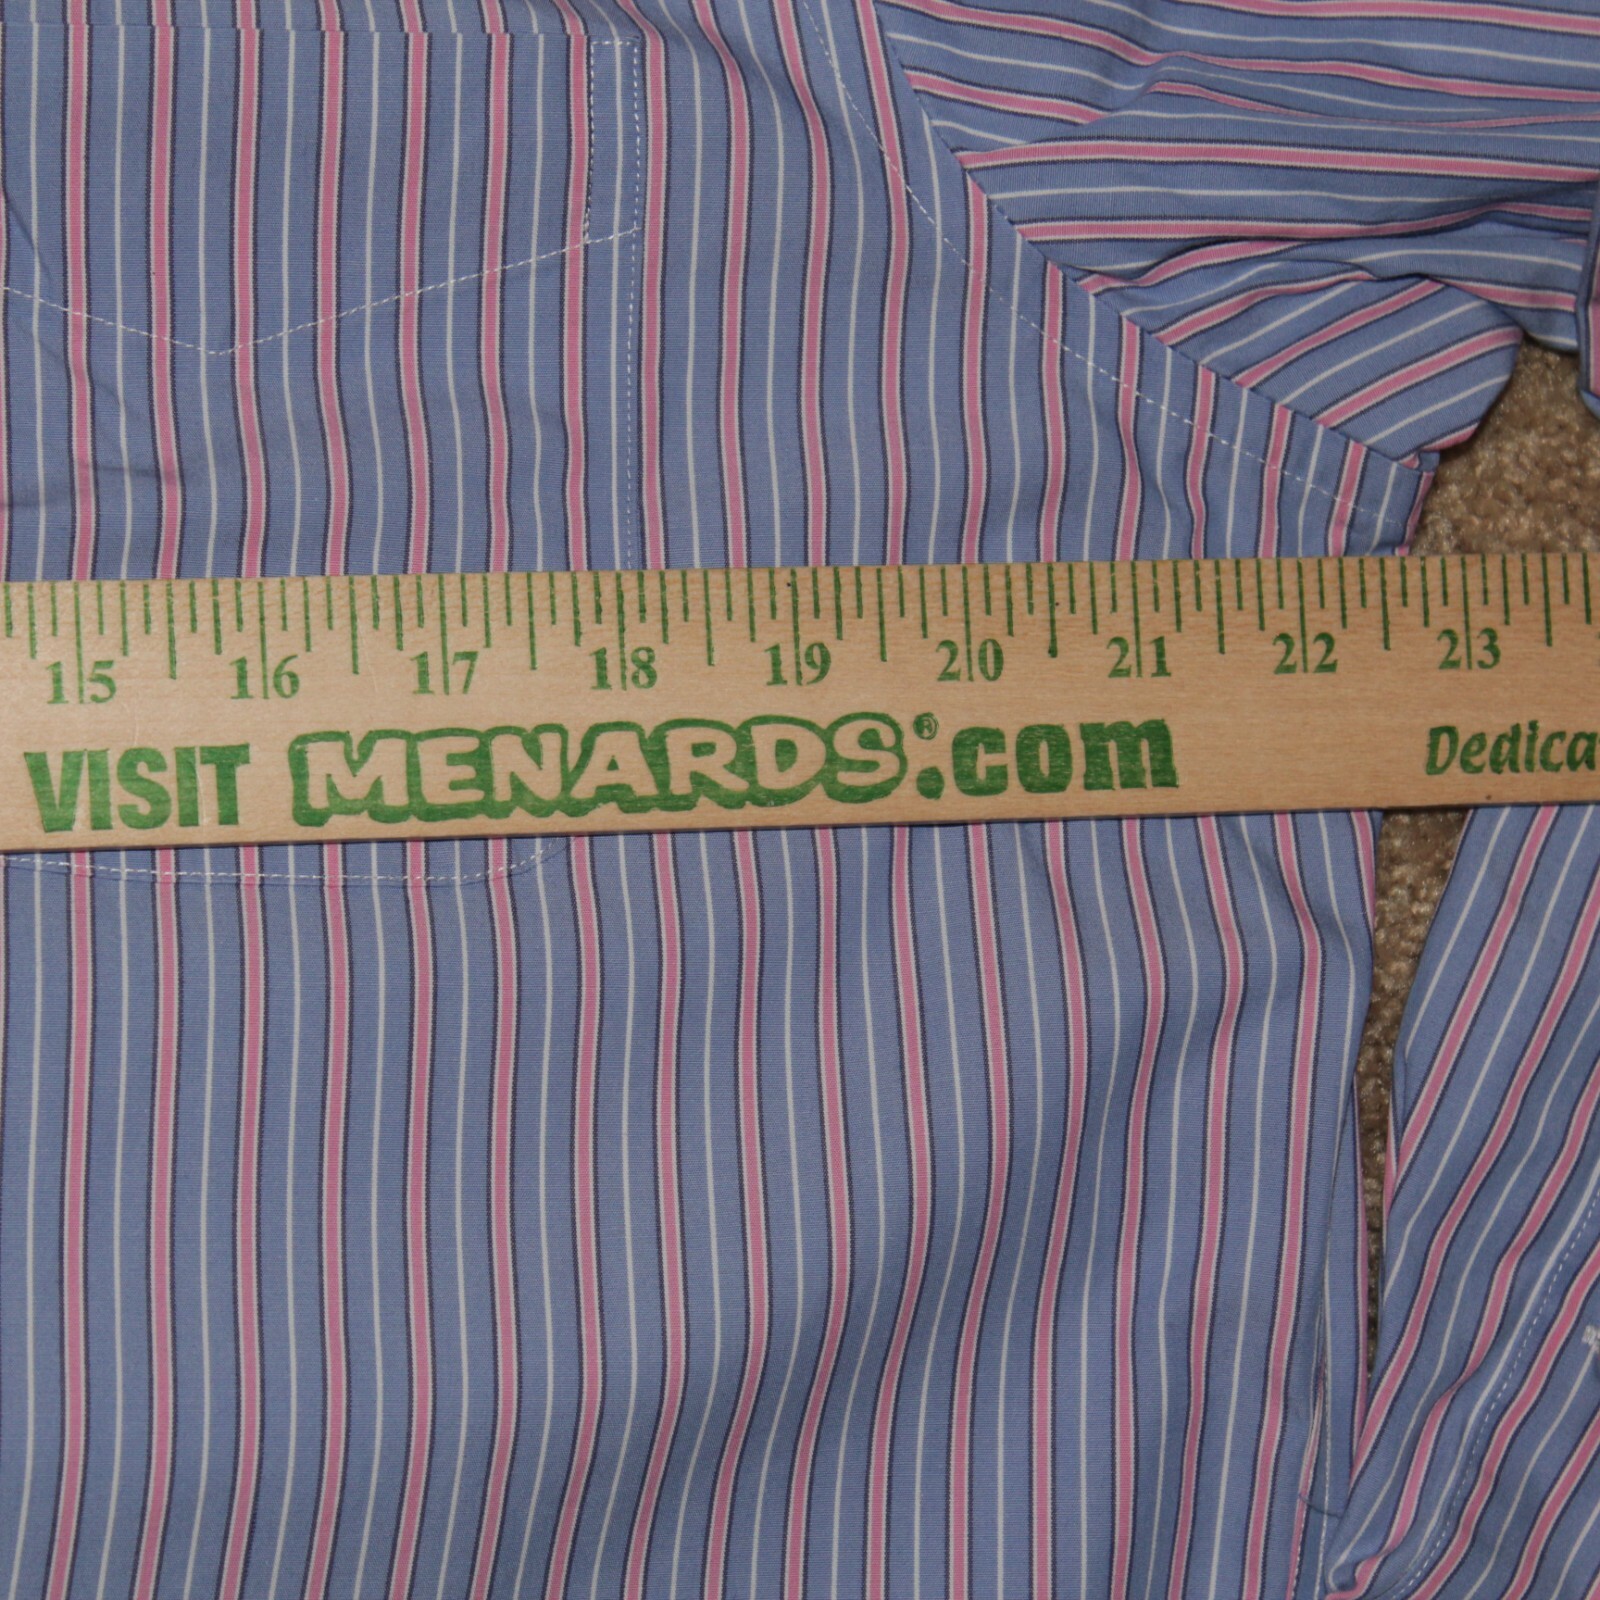 15 16 17 18 19 20 21 22 23
VISIT MENARDS®.com Dedica